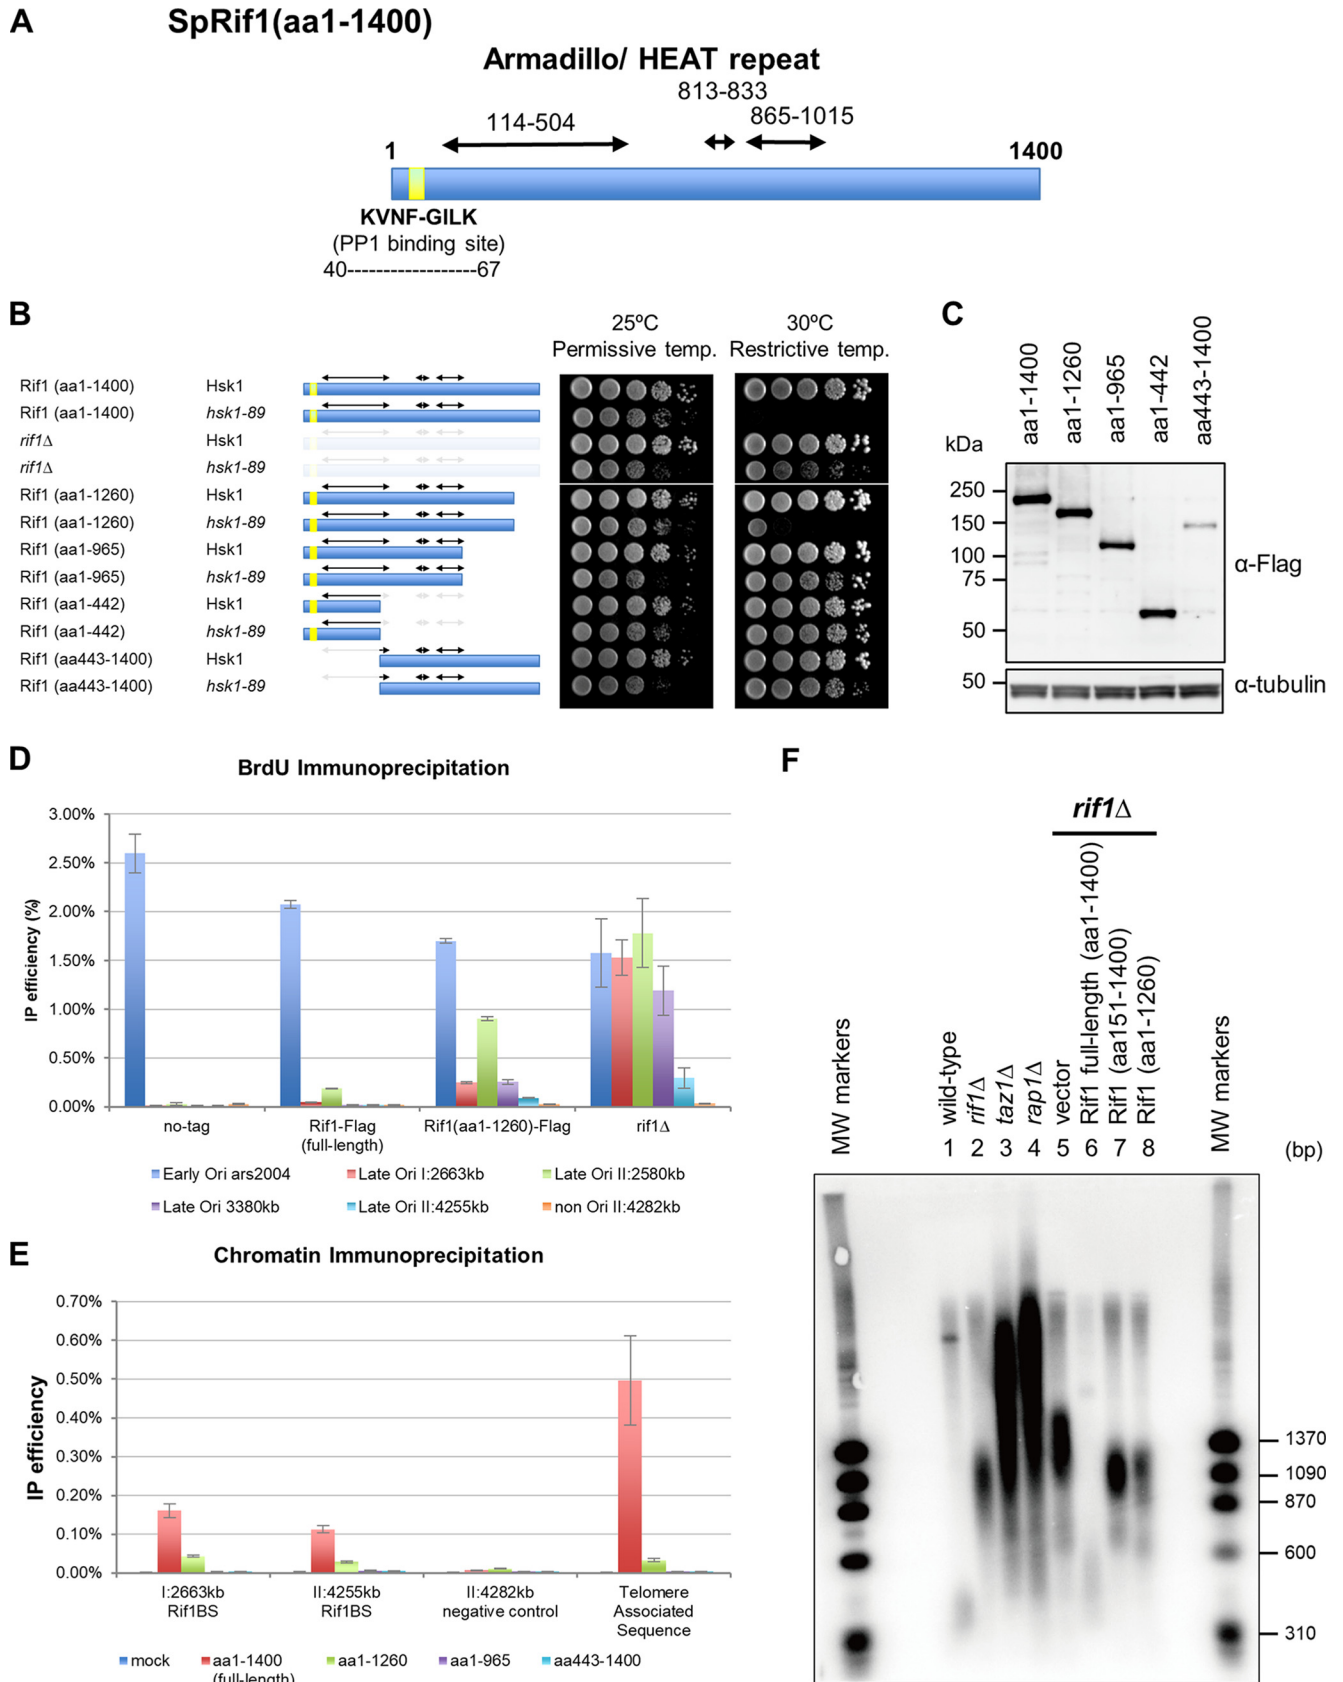 A
SpRif1(aa1-1400)
Armadillo/ HEAT repeat
813-833
114-504
865-1015
1
1400
KVNF-GILK
(PP1 binding site)
40------------------67
B
25ºC
Permissive temp.
30ºC
Restrictive temp.
Rif1 (aa1-1400) Hsk1
Rif1 (aa1-1400) hsk1-89
rif1Δ Hsk1
rif1Δ hsk1-89
Rif1 (aa1-1260) Hsk1
Rif1 (aa1-1260) hsk1-89
Rif1 (aa1-965) Hsk1
Rif1 (aa1-965) hsk1-89
Rif1 (aa1-442) Hsk1
Rif1 (aa1-442) hsk1-89
Rif1 (aa443-1400) Hsk1
Rif1 (aa443-1400) hsk1-89
C
aa1-1400
aa1-1260
aa1-965
aa1-442
aa443-1400
kDa
250
150
100
75
50
α-Flag
50
α-tubulin
D
BrdU Immunoprecipitation
IP efficiency (%)
3.00%
2.50%
2.00%
1.50%
1.00%
0.50%
0.00%
no-tag
Rif1-Flag
(full-length)
Rif1(aa1-1260)-Flag
rif1Δ
Early Ori ars2004
Late Ori I:2663kb
Late Ori II:2580kb
Late Ori 3380kb
Late Ori II:4255kb
non Ori II:4282kb
E
Chromatin Immunoprecipitation
IP efficiency
0.70%
0.60%
0.50%
0.40%
0.30%
0.20%
0.10%
0.00%
I:2663kb
Rif1BS
II:4255kb
Rif1BS
II:4282kb
negative control
Telomere
Associated
Sequence
mock
aa1-1400
(full-length)
aa1-1260
aa1-965
aa443-1400
F
rif1Δ
MW markers
wild-type
rif1Δ
taz1Δ
rap1Δ
vector
Rif1 full-length (aa1-1400)
Rif1 (aa151-1400)
Rif1 (aa1-1260)
MW markers
1 2 3 4 5 6 7 8
(bp)
1370
1090
870
600
310